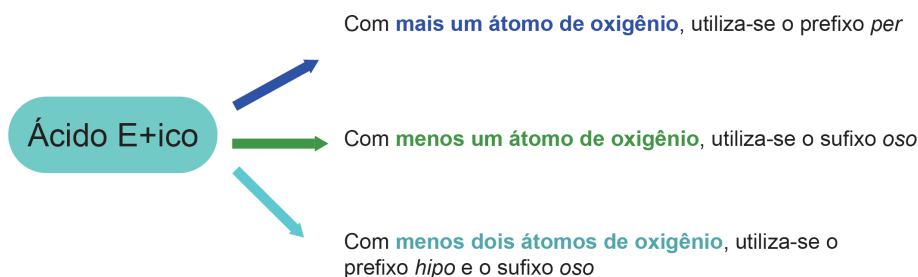 Com mais um átomo de oxigênio, utiliza-se o prefixo per
Ácido E+ico
Com menos um átomo de oxigênio, utiliza-se o sufixo oso
Com menos dois átomos de oxigênio, utiliza-se o
prefixo hipo e o sufixo oso